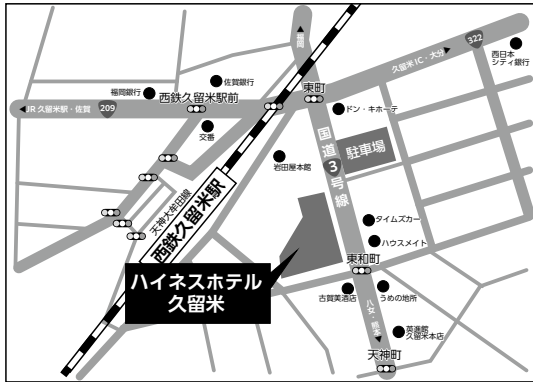 福岡
322
久留米IC・大分
西日本
シティ銀行
佐賀銀行
福岡銀行
西鉄久留米駅前
東町
JR久留米駅・佐賀
209
ドン・キホーテ
交番
国道3号線
駐車場
岩田屋本館
天神大牟田線
西鉄久留米駅
タイムズカー
ハウスメイト
東和町
ハイネスホテル
久留米
古賀美酒店
うめの地所
八女・熊本
英進館
久留米本店
天神町